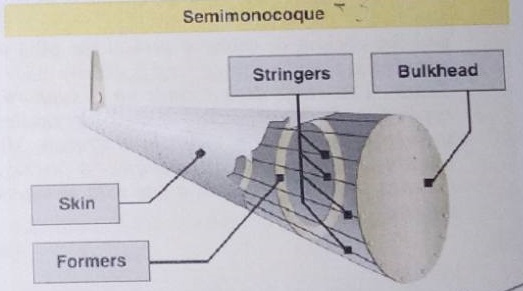 Semimonocoque
Stringers
Bulkhead
Skin
Formers